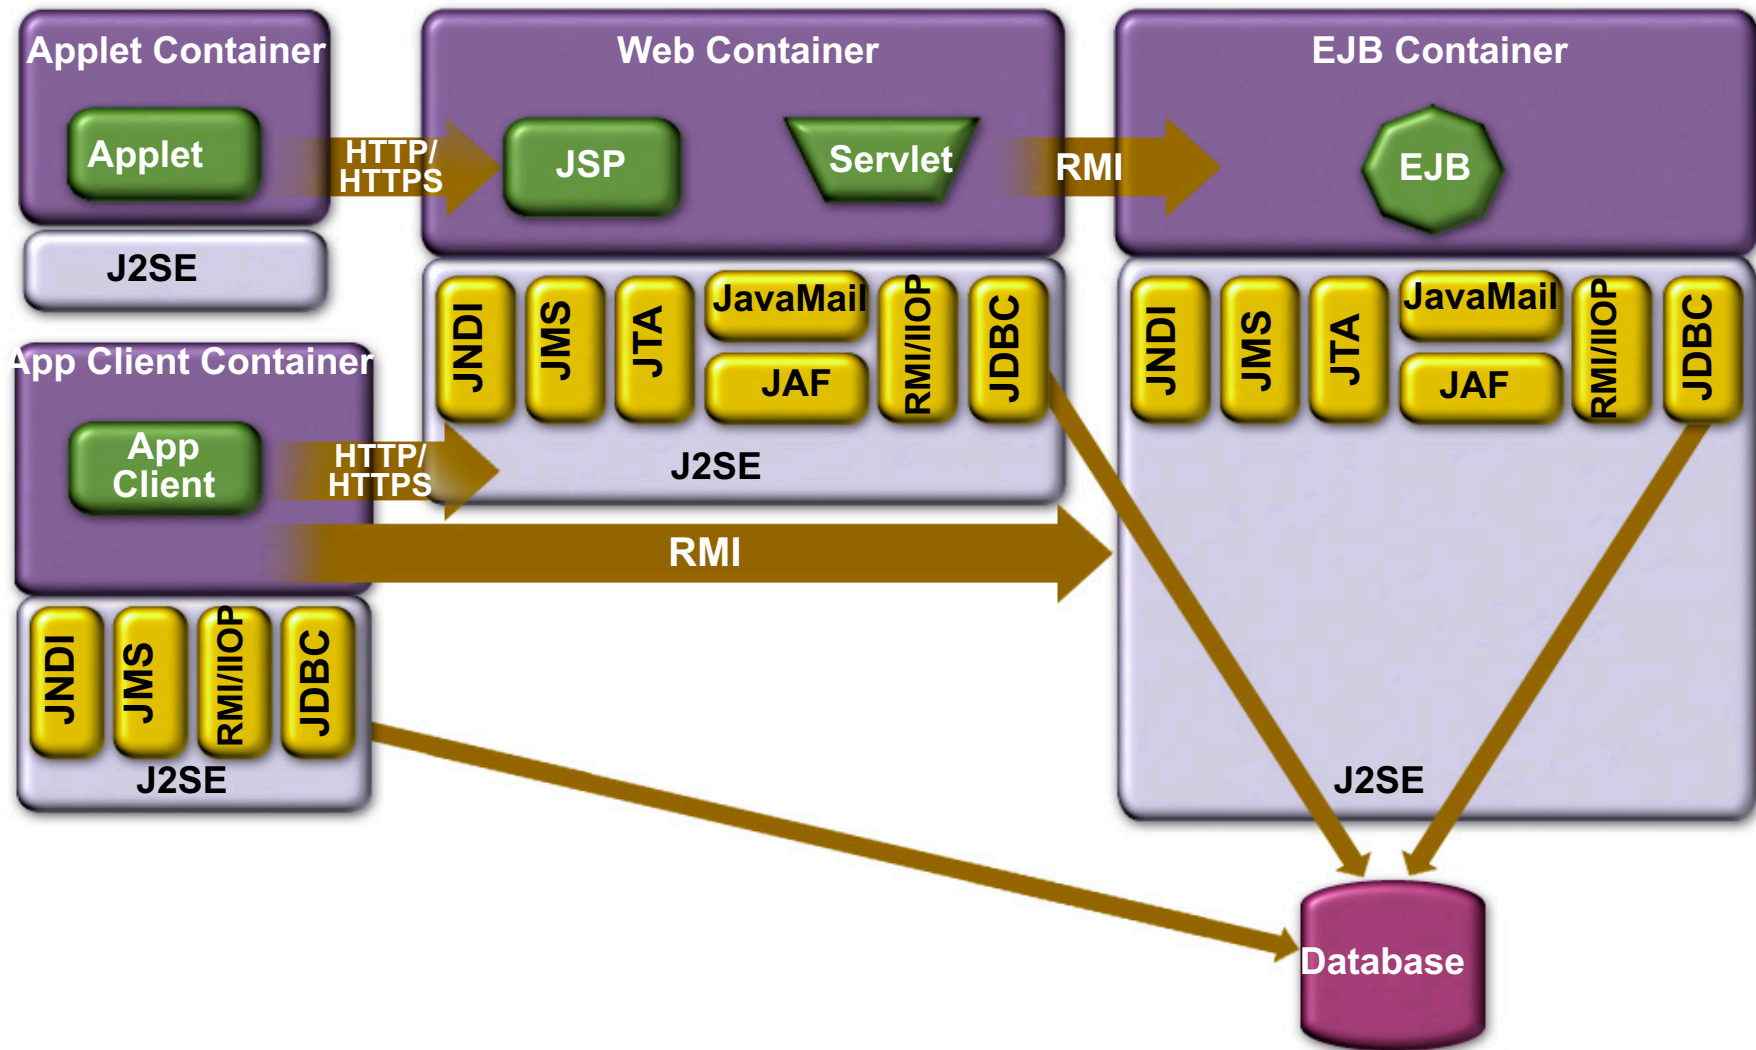 Applet Container
Applet
J2SE
HTTP/
HTTPS
Web Container
JSP
Servlet
RMI
EJB Container
EJB
JNDI
JMS
JTA
JavaMail
JAF
RMI/IIOP
JDBC
J2SE
JNDI
JMS
JTA
JavaMail
JAF
RMI/IIOP
JDBC
J2SE
App Client Container
App
Client
HTTP/
HTTPS
RMI
JNDI
JMS
RMI/IIOP
JDBC
J2SE
Database